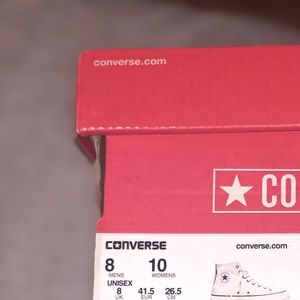 converse.com
★ CO
CONVERSE
converse.com
8 10
MENS WOMENS
UNISEX
8 41.5 26.5
UK EUR CM